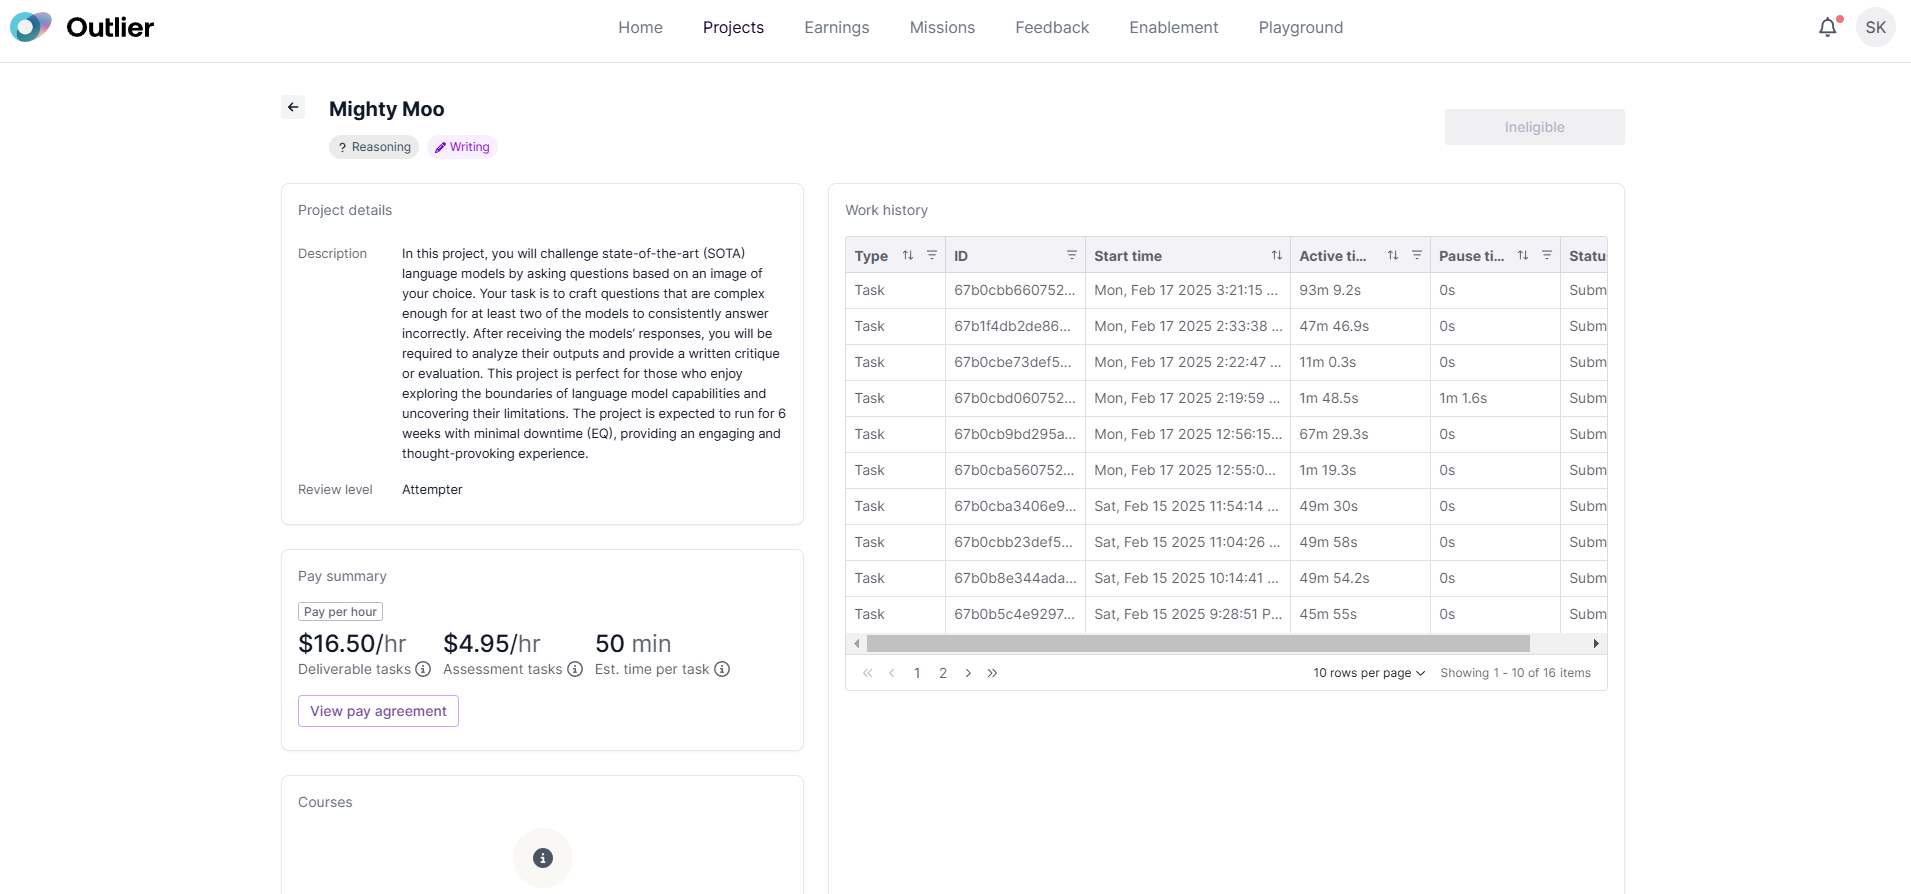 Outlier
Home Projects Earnings Missions Feedback Enablement Playground
SK
Mighty Moo
? Reasoning Writing
Ineligible
Project details
Description
In this project, you will challenge state-of-the-art (SOTA)
language models by asking questions based on an image of
your choice. Your task is to craft questions that are complex
enough for at least two of the models to consistently answer
incorrectly. After receiving the models’ responses, you will be
required to analyze their outputs and provide a written critique
or evaluation. This project is perfect for those who enjoy
exploring the boundaries of language model capabilities and
uncovering their limitations. The project is expected to run for 6
weeks with minimal downtime (EQ), providing an engaging and
thought-provoking experience.
Review level Attempter
Pay summary
Pay per hour
$16.50/hr $4.95/hr 50 min
Deliverable tasks Assessment tasks Est. time per task
View pay agreement
Courses
Work history
Type ID Start time Active ti... Pause ti... Statu
Task 67b0cbb660752... Mon, Feb 17 2025 3:21:15 ... 93m 9.2s 0s Subm
Task 67b1f4db2de86... Mon, Feb 17 2025 2:33:38 ... 47m 46.9s 0s Subm
Task 67b0cbe73def5... Mon, Feb 17 2025 2:22:47 ... 11m 0.3s 0s Subm
Task 67b0cbd060752... Mon, Feb 17 2025 2:19:59 ... 1m 48.5s 1m 1.6s Subm
Task 67b0cb9bd295a... Mon, Feb 17 2025 12:56:15... 67m 29.3s 0s Subm
Task 67b0cba560752... Mon, Feb 17 2025 12:55:0... 1m 19.3s 0s Subm
Task 67b0cba3406e9... Sat, Feb 15 2025 11:54:14 ... 49m 30s 0s Subm
Task 67b0cbb23def5... Sat, Feb 15 2025 11:04:26 ... 49m 58s 0s Subm
Task 67b0b8e344ada... Sat, Feb 15 2025 10:14:41 ... 49m 54.2s 0s Subm
Task 67b0b5c4e9297... Sat, Feb 15 2025 9:28:51 P... 45m 55s 0s Subm
« ‹ 1 2 › » 10 rows per page Showing 1 - 10 of 16 items